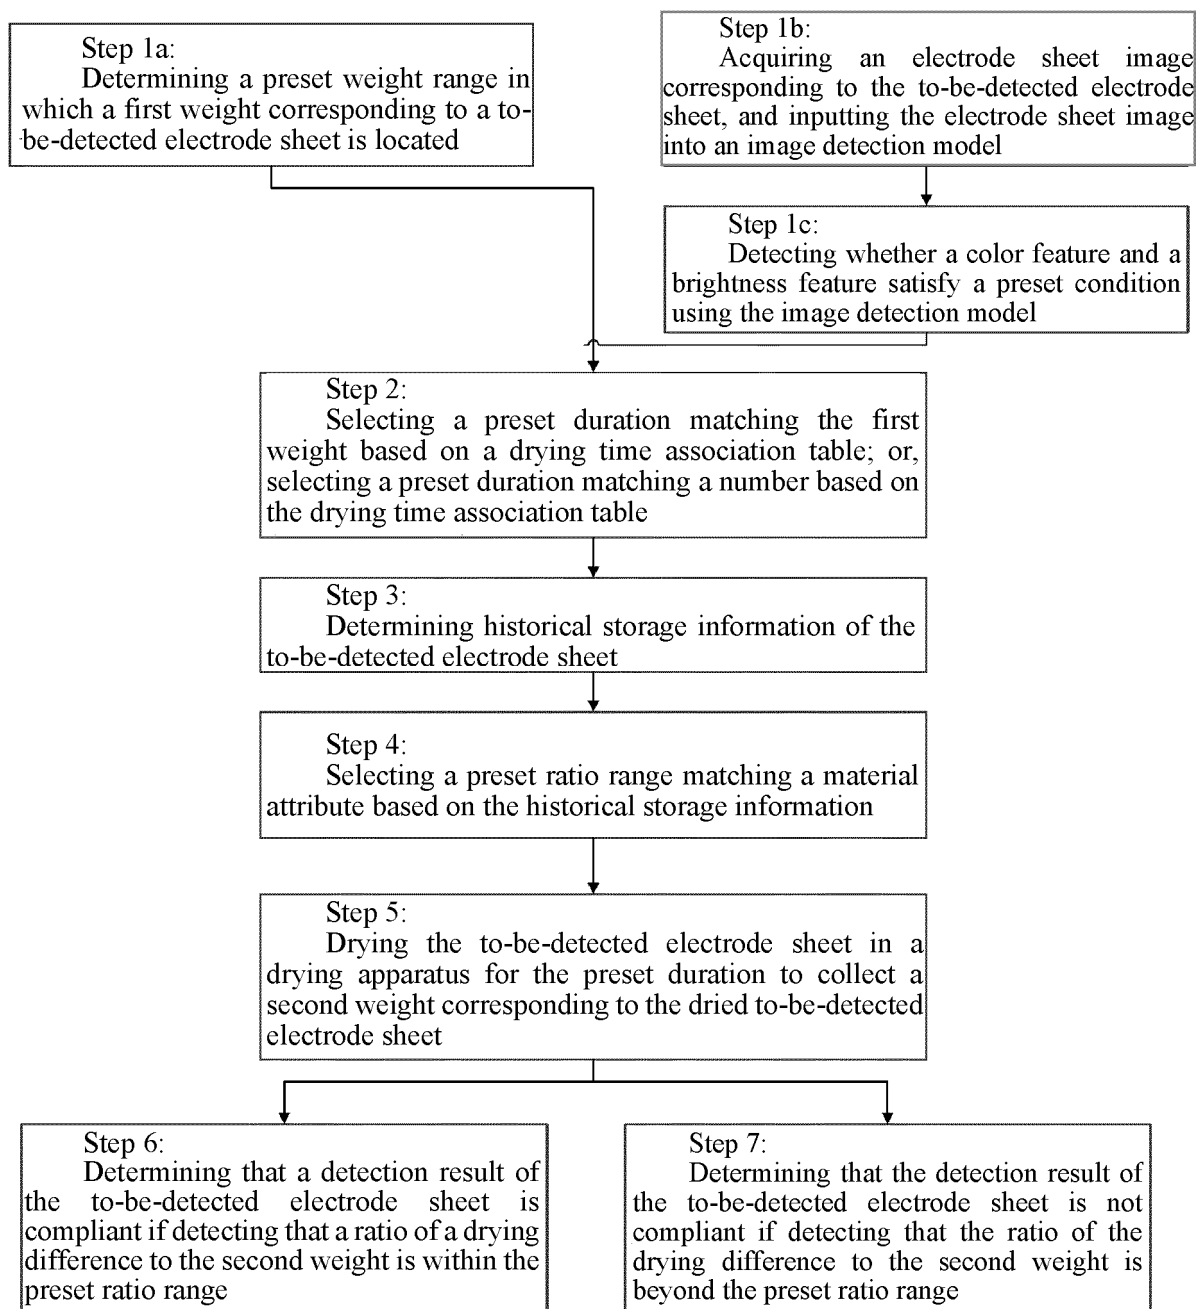 Step 1a:
Determining a preset weight range in
which a first weight corresponding to a to-
be-detected electrode sheet is located
Step 1b:
Acquiring an electrode sheet image
corresponding to the to-be-detected electrode
sheet, and inputting the electrode sheet image
into an image detection model
Step 1c:
Detecting whether a color feature and a
brightness feature satisfy a preset condition
using the image detection model
Step 2:
Selecting a preset duration matching the first
weight based on a drying time association table; or,
selecting a preset duration matching a number based on
the drying time association table
Step 3:
Determining historical storage information of the
to-be-detected electrode sheet
Step 4:
Selecting a preset ratio range matching a material
attribute based on the historical storage information
Step 5:
Drying the to-be-detected electrode sheet in a
drying apparatus for the preset duration to collect a
second weight corresponding to the dried to-be-detected
electrode sheet
Step 6:
Determining that a detection result of
the to-be-detected electrode sheet is
compliant if detecting that a ratio of a drying
difference to the second weight is within the
preset ratio range
Step 7:
Determining that the detection result of
the to-be-detected electrode sheet is not
compliant if detecting that the ratio of the
drying difference to the second weight is
beyond the preset ratio range